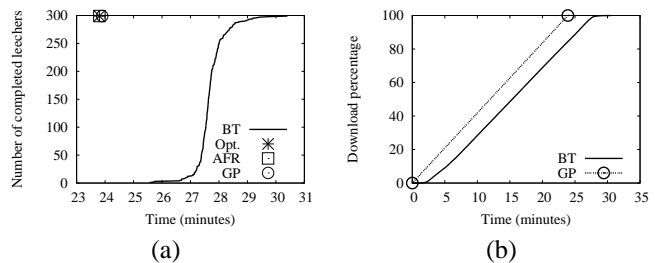 Number of completed leechers
300
250
200
150
100
50
0
BT
Opt.
AFR
GP
23 24 25 26 27 28 29 30 31
Time (minutes)
(a)
Download percentage
100
80
60
40
20
0
BT
GP
0 5 10 15 20 25 30 35
Time (minutes)
(b)